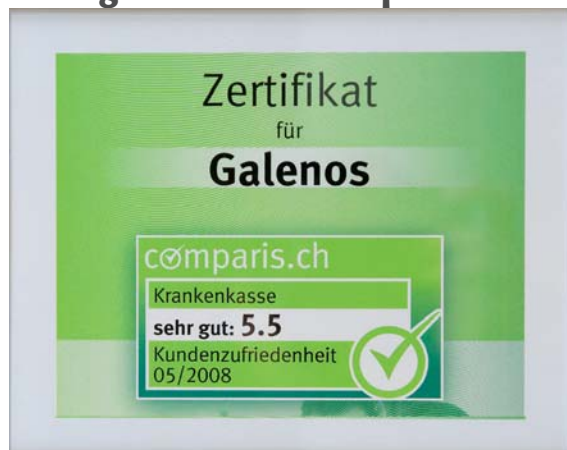 Zertifikat
für
Galenos
comparis.ch
Krankenkasse
sehr gut: 5.5
Kundenzufriedenheit
05/2008